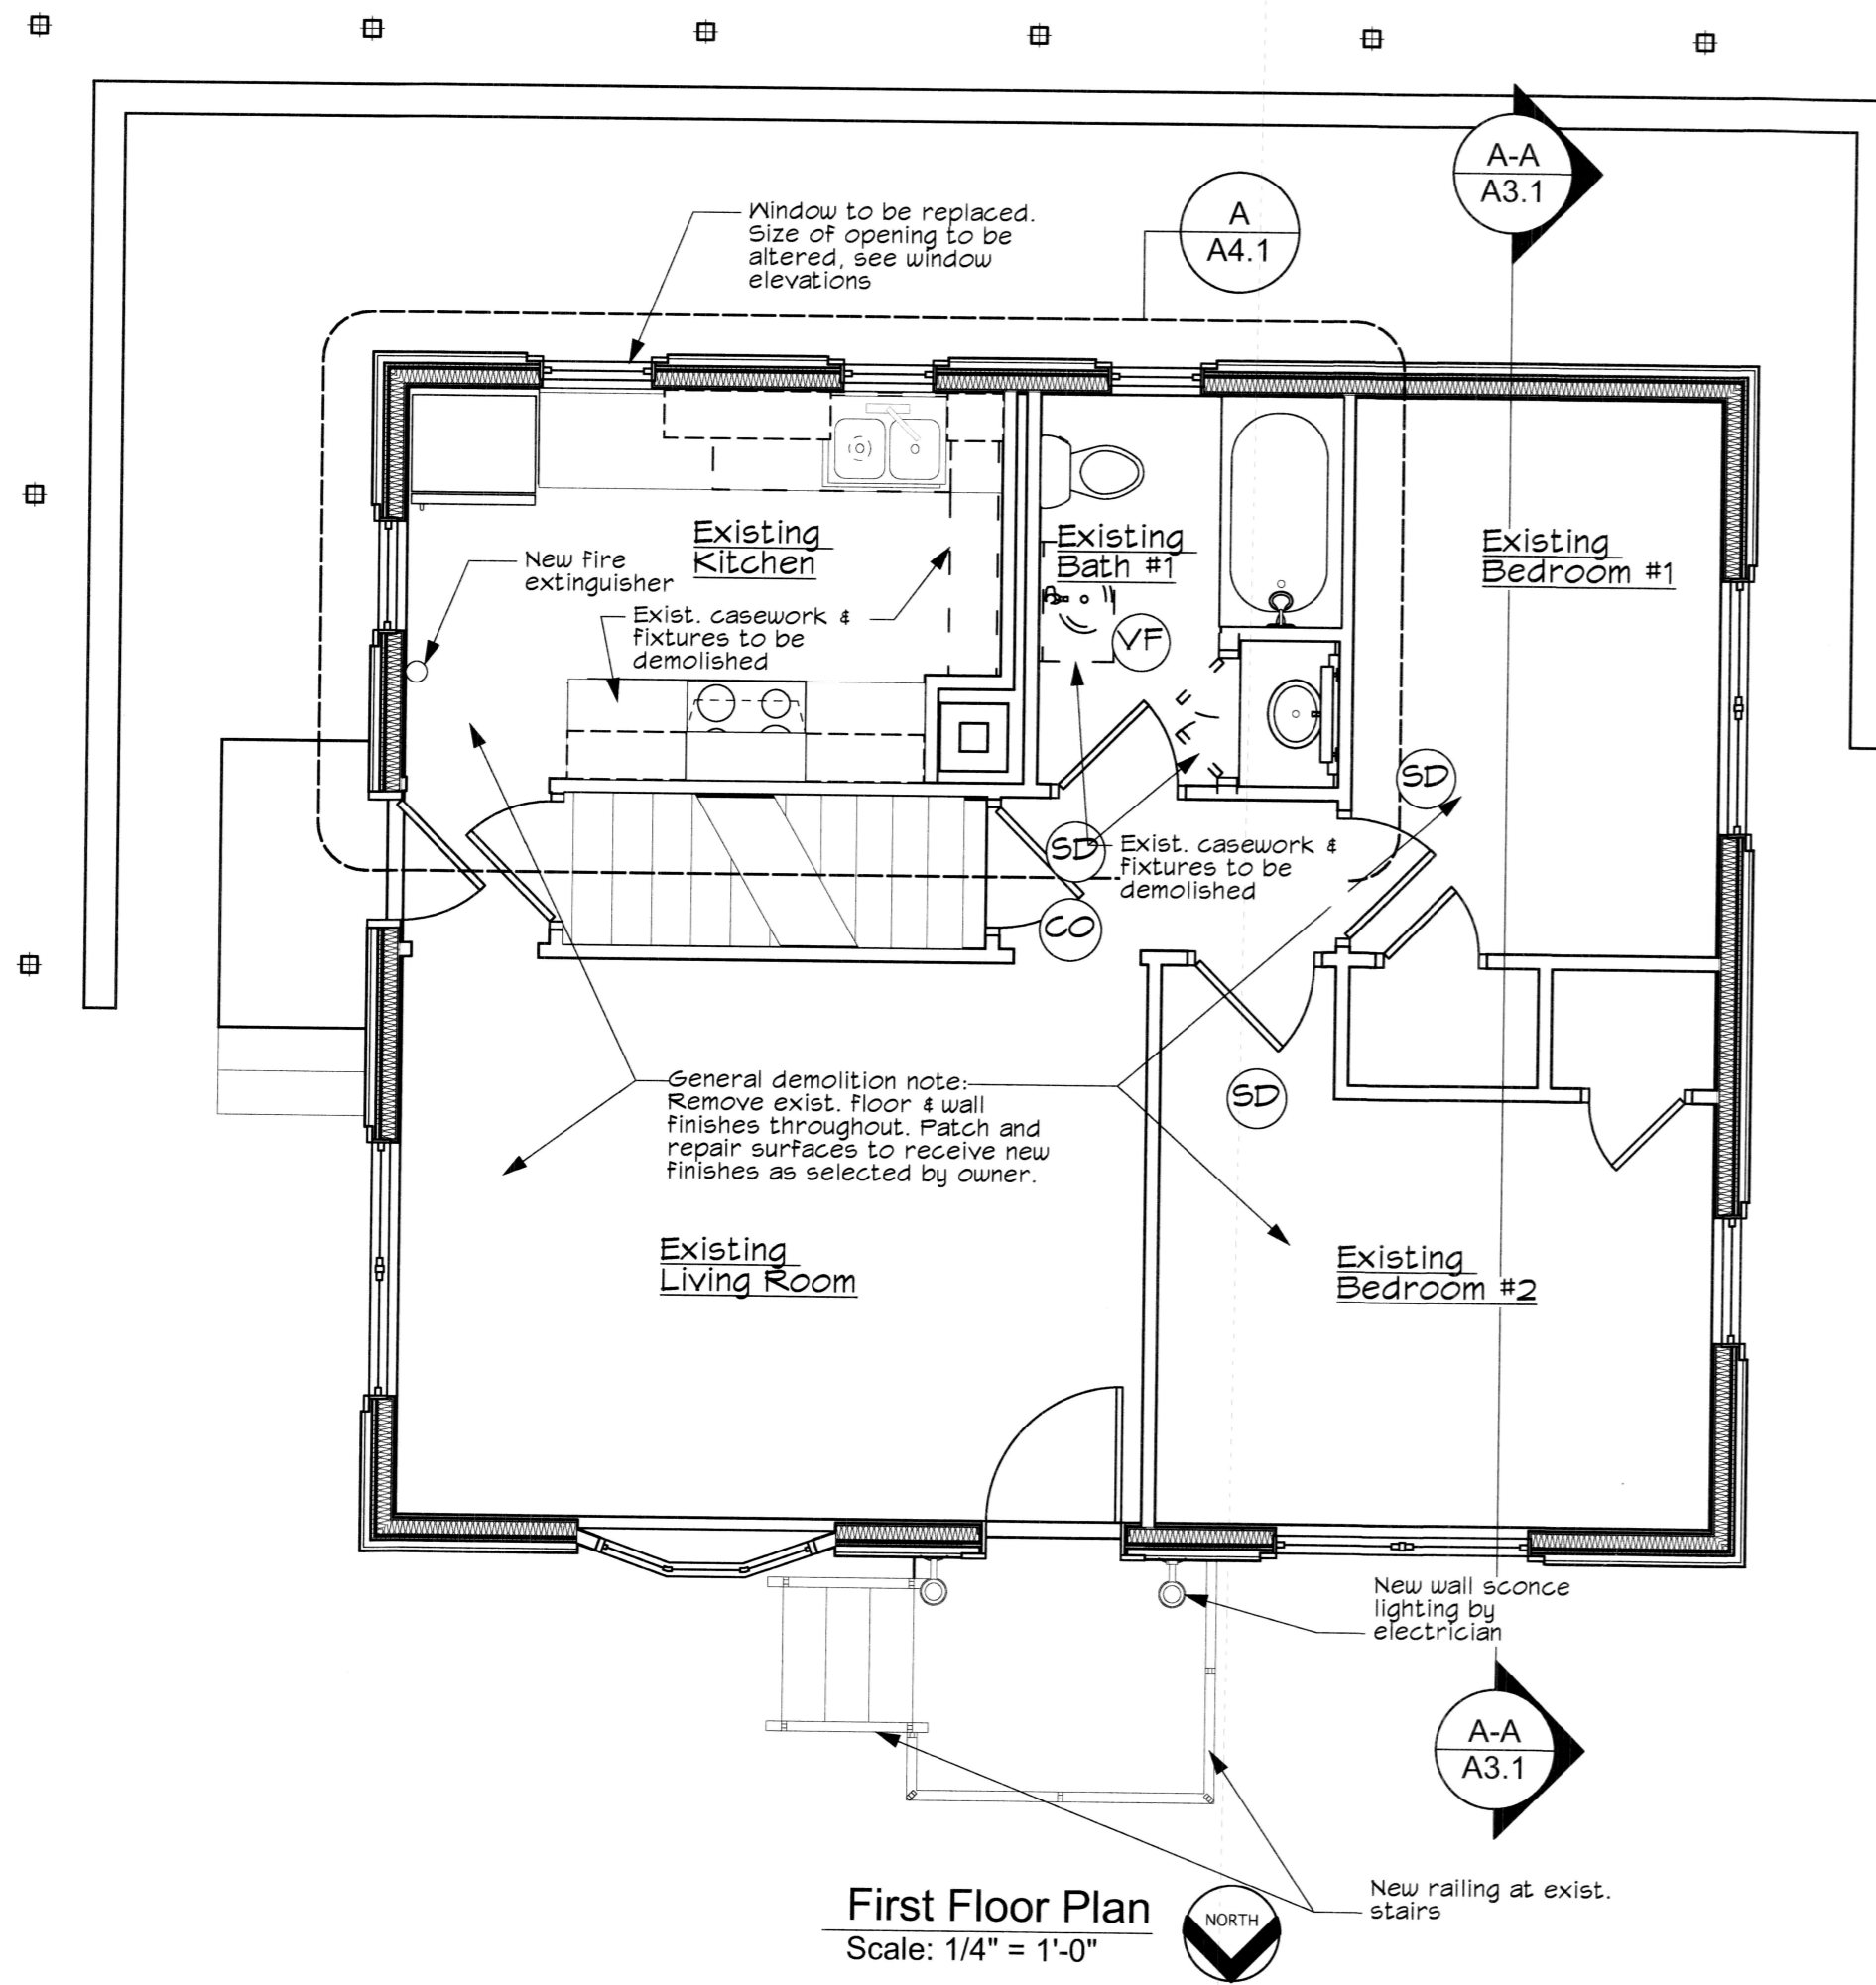 A-A
A3.1
A
A4.1
Window to be replaced.
Size of opening to be
altered, see window
elevations
Existing
Kitchen
New fire
extinguisher
Exist. casework &
fixtures to be
demolished
Existing
Bath #1
VF
Existing
Bedroom #1
SD
SD
Exist. casework &
fixtures to be
demolished
CO
General demolition note:
Remove exist. floor & wall
finishes throughout. Patch and
repair surfaces to receive new
finishes as selected by owner.
SD
Existing
Living Room
Existing
Bedroom #2
New wall sconce
lighting by
electrician
A-A
A3.1
New railing at exist.
stairs
First Floor Plan
Scale: 1/4" = 1'-0"
NORTH